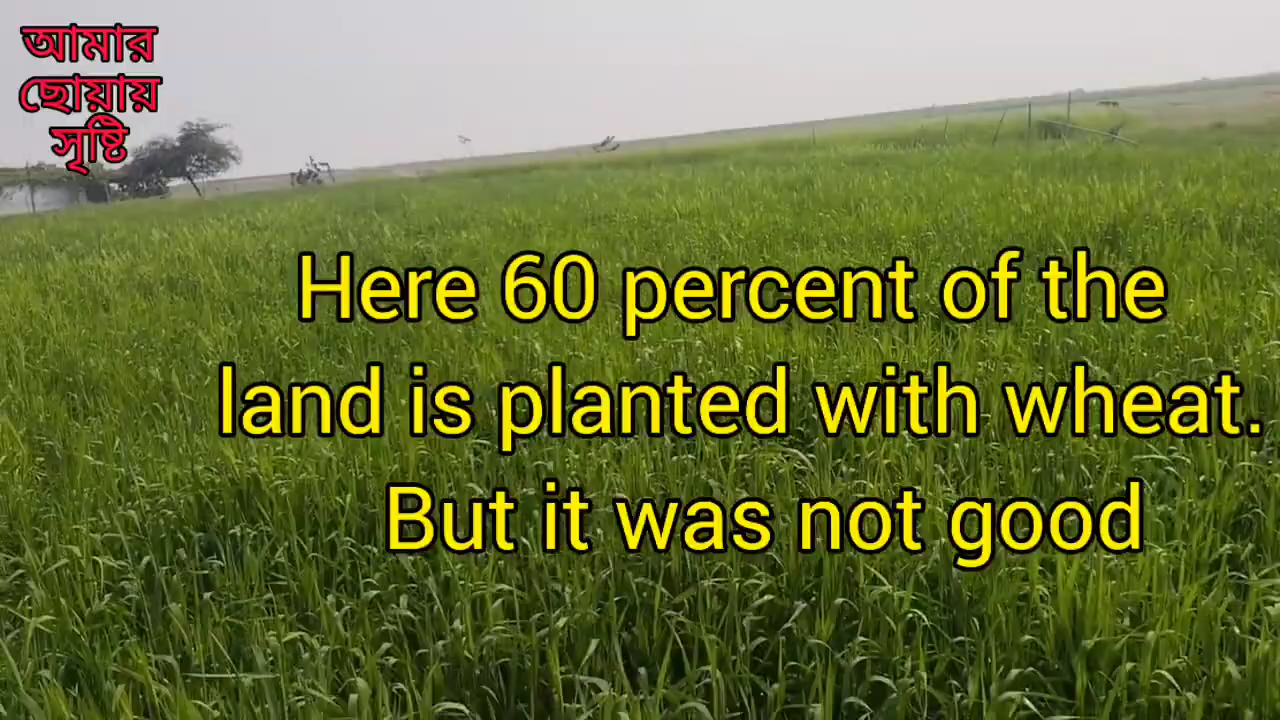 আমার
ছোয়ায়
সৃষ্টি
Here 60 percent of the
land is planted with wheat.
But it was not good